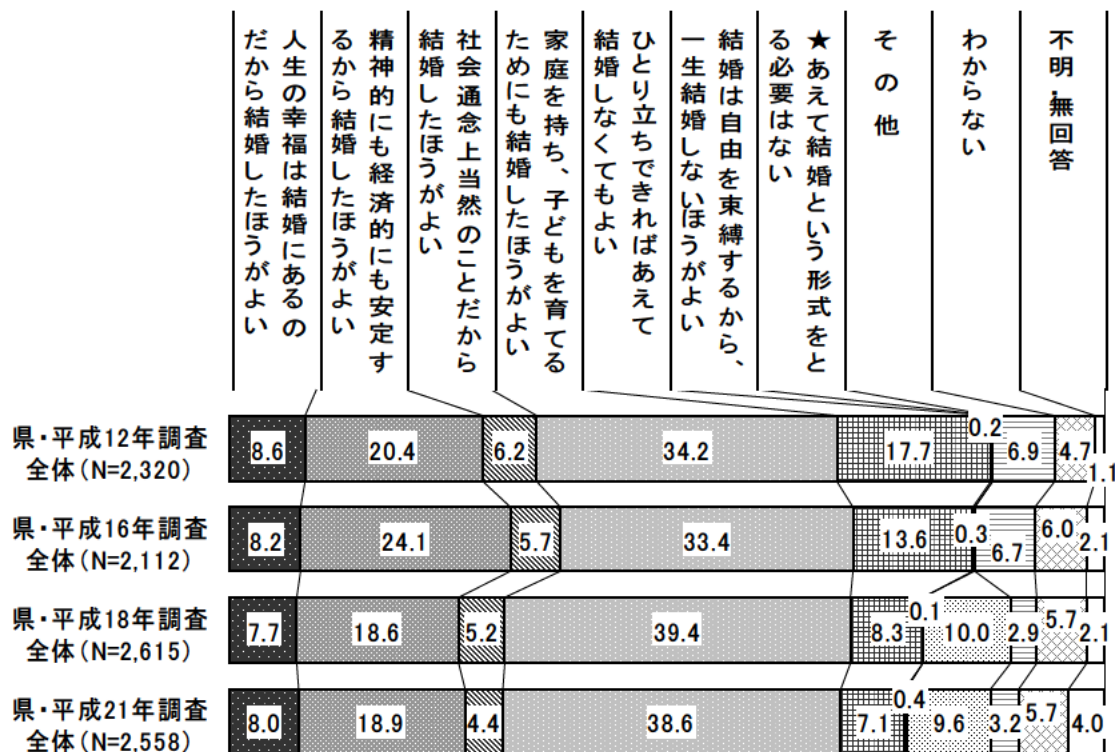 人生の幸福は結婚にあるの
だから結婚したほうがよい
精神的にも経済的にも安定す
るから結婚したほうがよい
社会通念上当然のことだから
結婚したほうがよい
家庭を持ち、子どもを育てる
ためにも結婚したほうがよい
ひとり立ちできればあえて
結婚しなくてもよい
結婚は自由を束縛するから、
一生結婚しないほうがよい
★あえて結婚という形式をと
る必要はない
その他
わからない
不明・無回答
県・平成12年調査
全体(N=2,320)
8.6 20.4 6.2 34.2 17.7 0.2 6.9 4.7 1.1
県・平成16年調査
全体(N=2,112)
8.2 24.1 5.7 33.4 13.6 0.3 6.7 6.0 2.1
県・平成18年調査
全体(N=2,615)
7.7 18.6 5.2 39.4 8.3 0.1 10.0 2.9 5.7 2.1
県・平成21年調査
全体(N=2,558)
8.0 18.9 4.4 38.6 7.1 0.4 9.6 3.2 5.7 4.0